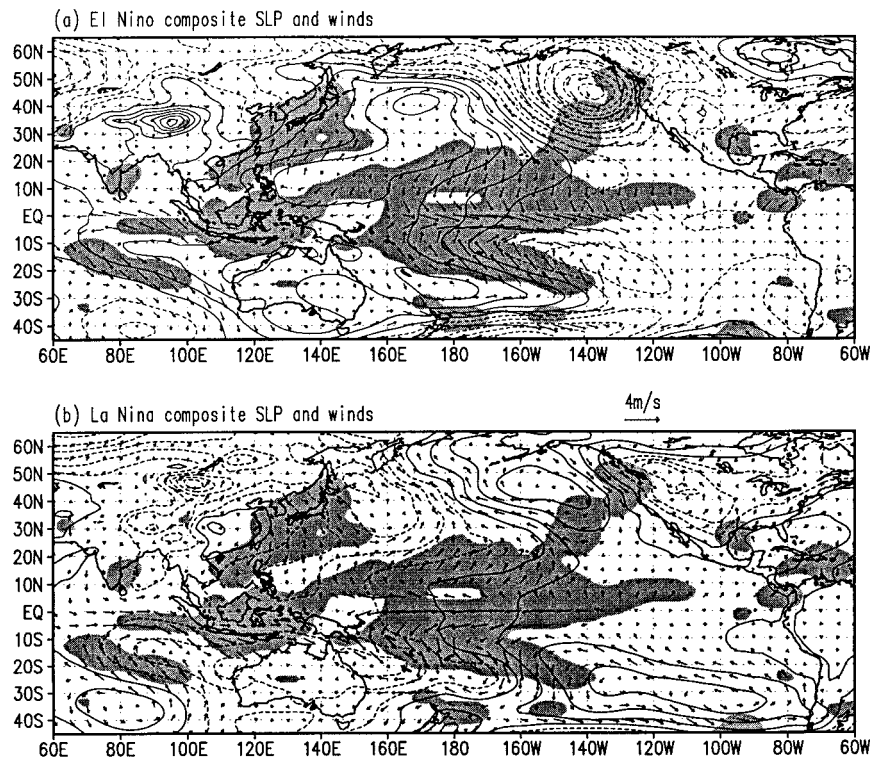 (a) El Nino composite SLP and winds
60N
50N
40N
30N
20N
10N
EQ
10S
20S
30S
40S
60E 80E 100E 120E 140E 160E 180 160W 140W 120W 100W 80W 60W
(b) La Nina composite SLP and winds
4m/s
60N
50N
40N
30N
20N
10N
EQ
10S
20S
30S
40S
60E 80E 100E 120E 140E 160E 180 160W 140W 120W 100W 80W 60W